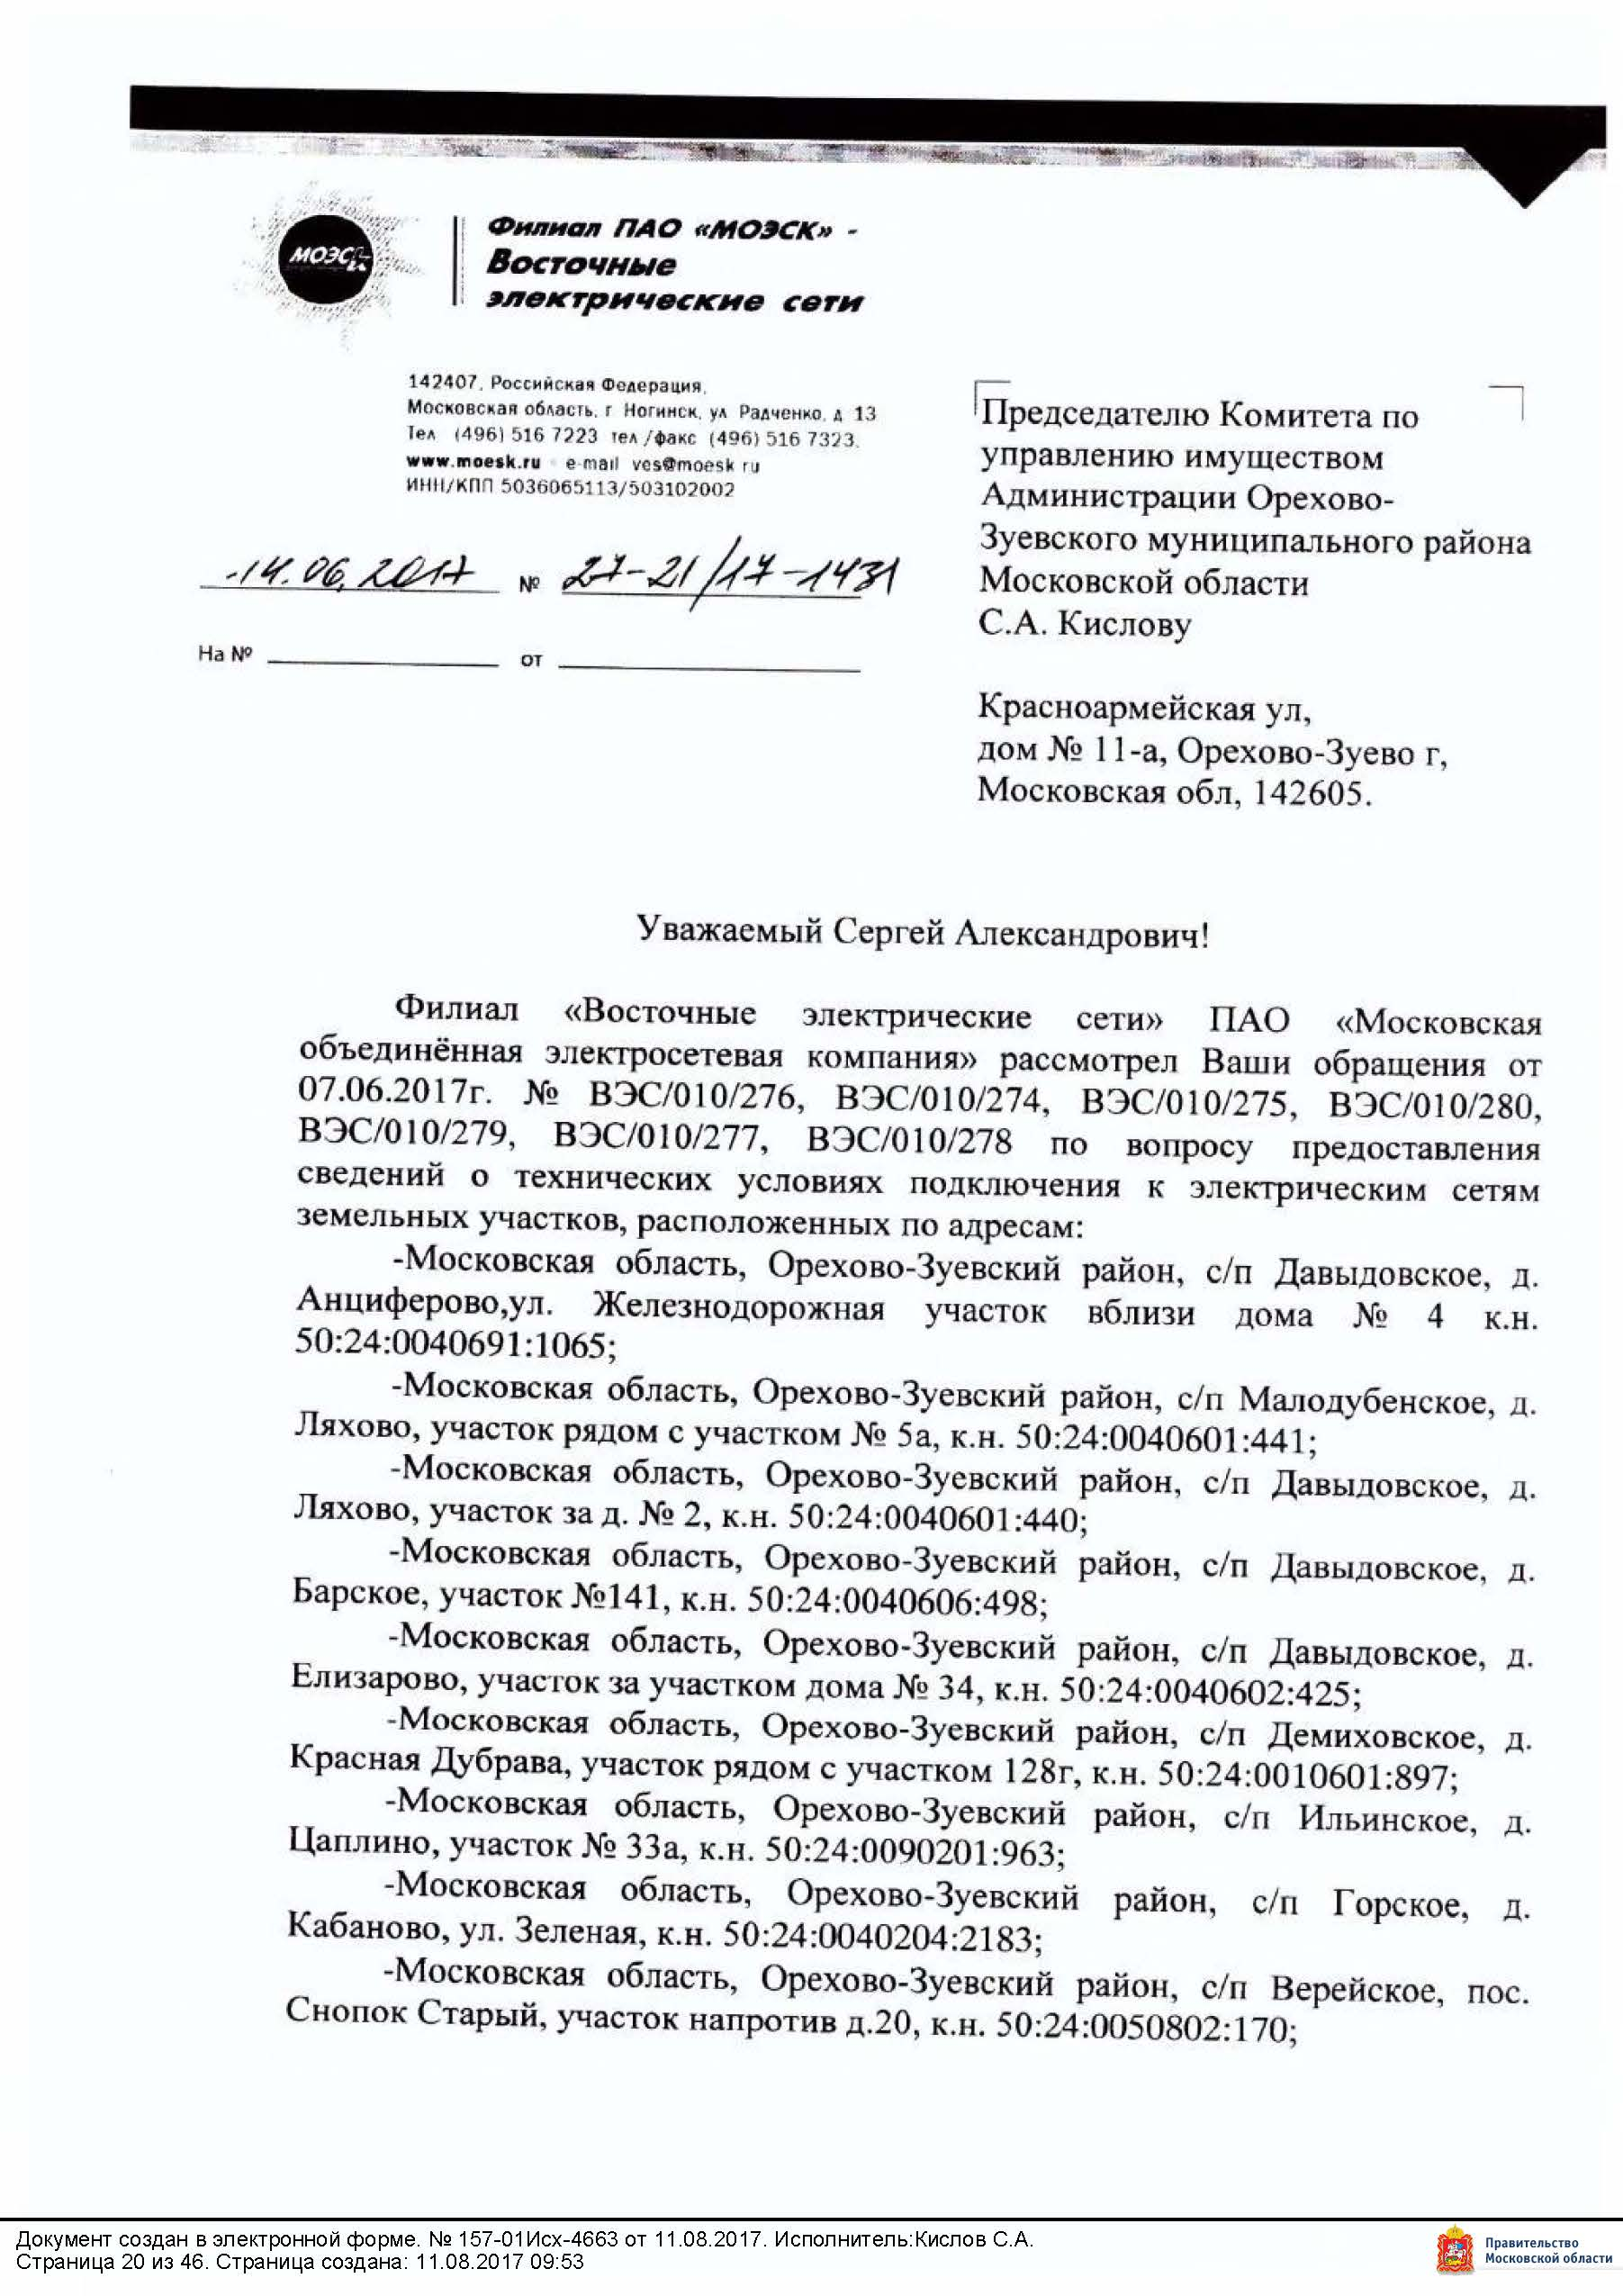 МОЭСК
Филиал ПАО «МОЭСК» -
Восточные
электрические сети
142407, Российская Федерация,
Московская область, г Ногинск, ул Радченко, д 13
Тел (496) 516 7223 тел /факс (496) 516 7323,
www.moesk.ru e-mail ves@moesk ru
ИНН/КПП 5036065113/503102002
14.06.2017 № 27-21/17-1431
На № ____________ от ____________
Председателю Комитета по
управлению имуществом
Администрации Орехово-
Зуевского муниципального района
Московской области
С.А. Кислову
Красноармейская ул,
дом № 11-а, Орехово-Зуево г,
Московская обл, 142605.
Уважаемый Сергей Александрович!
Филиал «Восточные электрические сети» ПАО «Московская
объединённая электросетевая компания» рассмотрел Ваши обращения от
07.06.2017г. № ВЭС/010/276, ВЭС/010/274, ВЭС/010/275, ВЭС/010/280,
ВЭС/010/279, ВЭС/010/277, ВЭС/010/278 по вопросу предоставления
сведений о технических условиях подключения к электрическим сетям
земельных участков, расположенных по адресам:
-Московская область, Орехово-Зуевский район, с/п Давыдовское, д.
Анциферово,ул. Железнодорожная участок вблизи дома № 4 к.н.
50:24:0040691:1065;
-Московская область, Орехово-Зуевский район, с/п Малодубенское, д.
Ляхово, участок рядом с участком № 5а, к.н. 50:24:0040601:441;
-Московская область, Орехово-Зуевский район, с/п Давыдовское, д.
Ляхово, участок за д. № 2, к.н. 50:24:0040601:440;
-Московская область, Орехово-Зуевский район, с/п Давыдовское, д.
Барское, участок №141, к.н. 50:24:0040606:498;
-Московская область, Орехово-Зуевский район, с/п Давыдовское, д.
Елизарово, участок за участком дома № 34, к.н. 50:24:0040602:425;
-Московская область, Орехово-Зуевский район, с/п Демиховское, д.
Красная Дубрава, участок рядом с участком 128г, к.н. 50:24:0010601:897;
-Московская область, Орехово-Зуевский район, с/п Ильинское, д.
Цаплино, участок № 33а, к.н. 50:24:0090201:963;
-Московская область, Орехово-Зуевский район, с/п Горское, д.
Кабаново, ул. Зеленая, к.н. 50:24:0040204:2183;
-Московская область, Орехово-Зуевский район, с/п Верейское, пос.
Снопок Старый, участок напротив д.20, к.н. 50:24:0050802:170;
Документ создан в электронной форме. № 157-01Исх-4663 от 11.08.2017. Исполнитель:Кислов С.А.
Страница 20 из 46. Страница создана: 11.08.2017 09:53
Правительство
Московской области